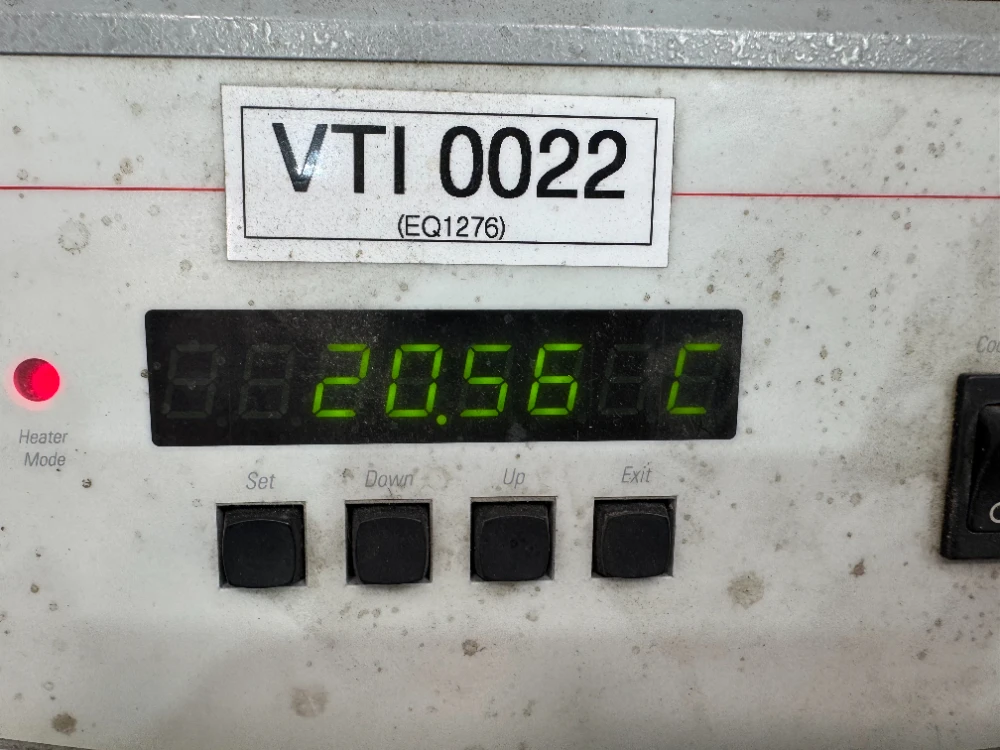 VTI 0022
(EQ1276)
20.56 C
Heater
Mode
Set
Down
Up
Exit